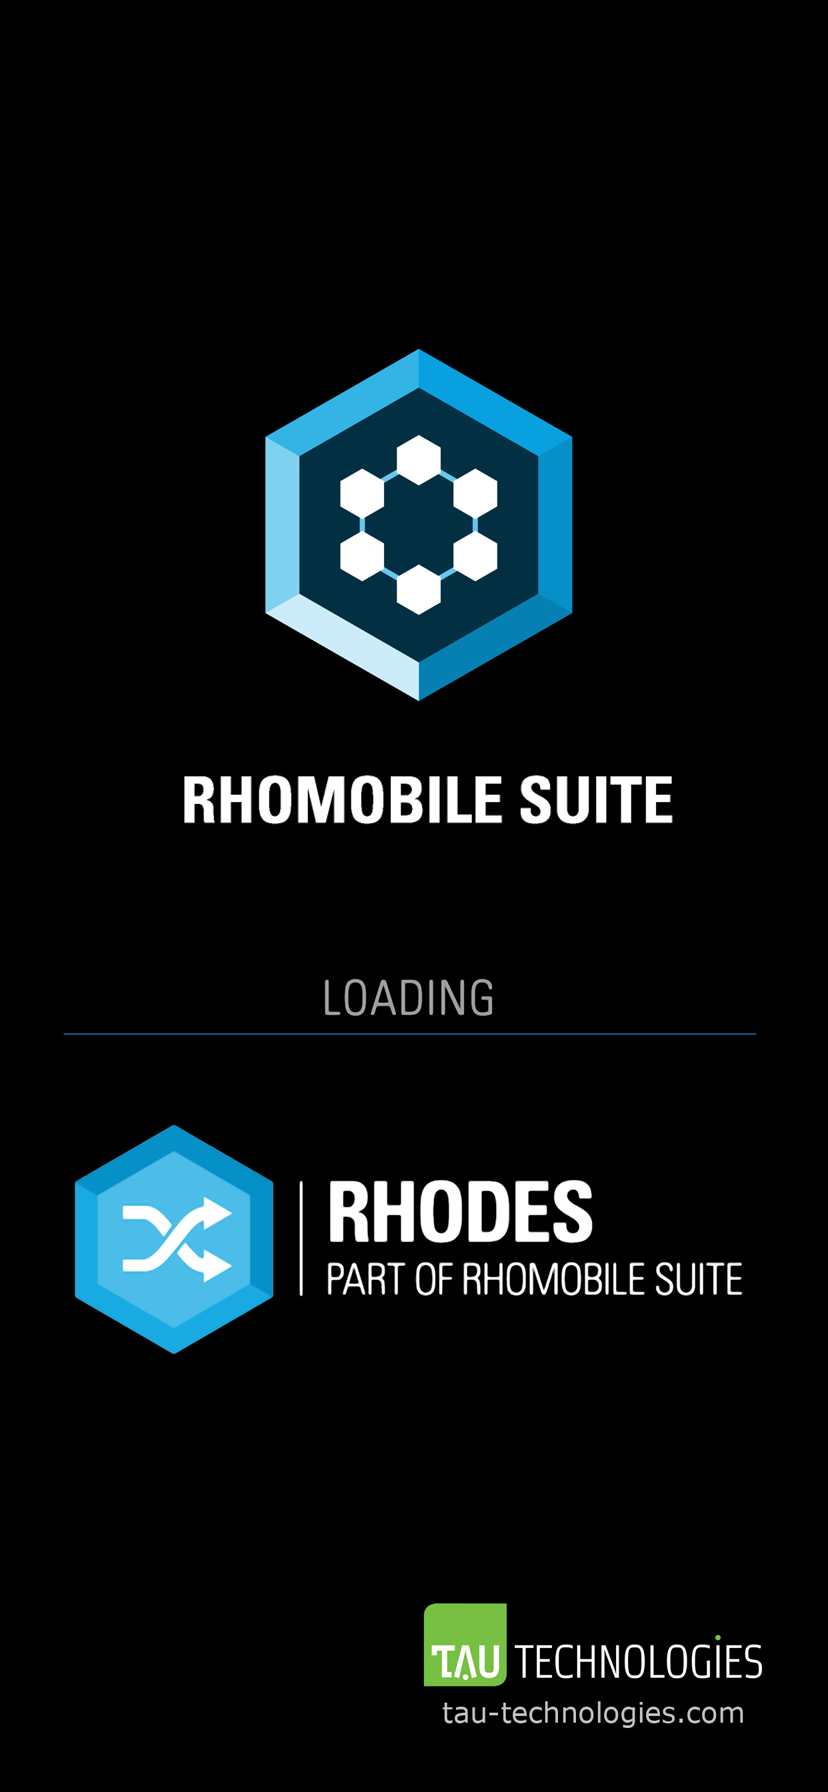 RHOMOBILE SUITE
LOADING
RHODES
PART OF RHOMOBILE SUITE
TAU TECHNOLOGIES
tau-technologies.com